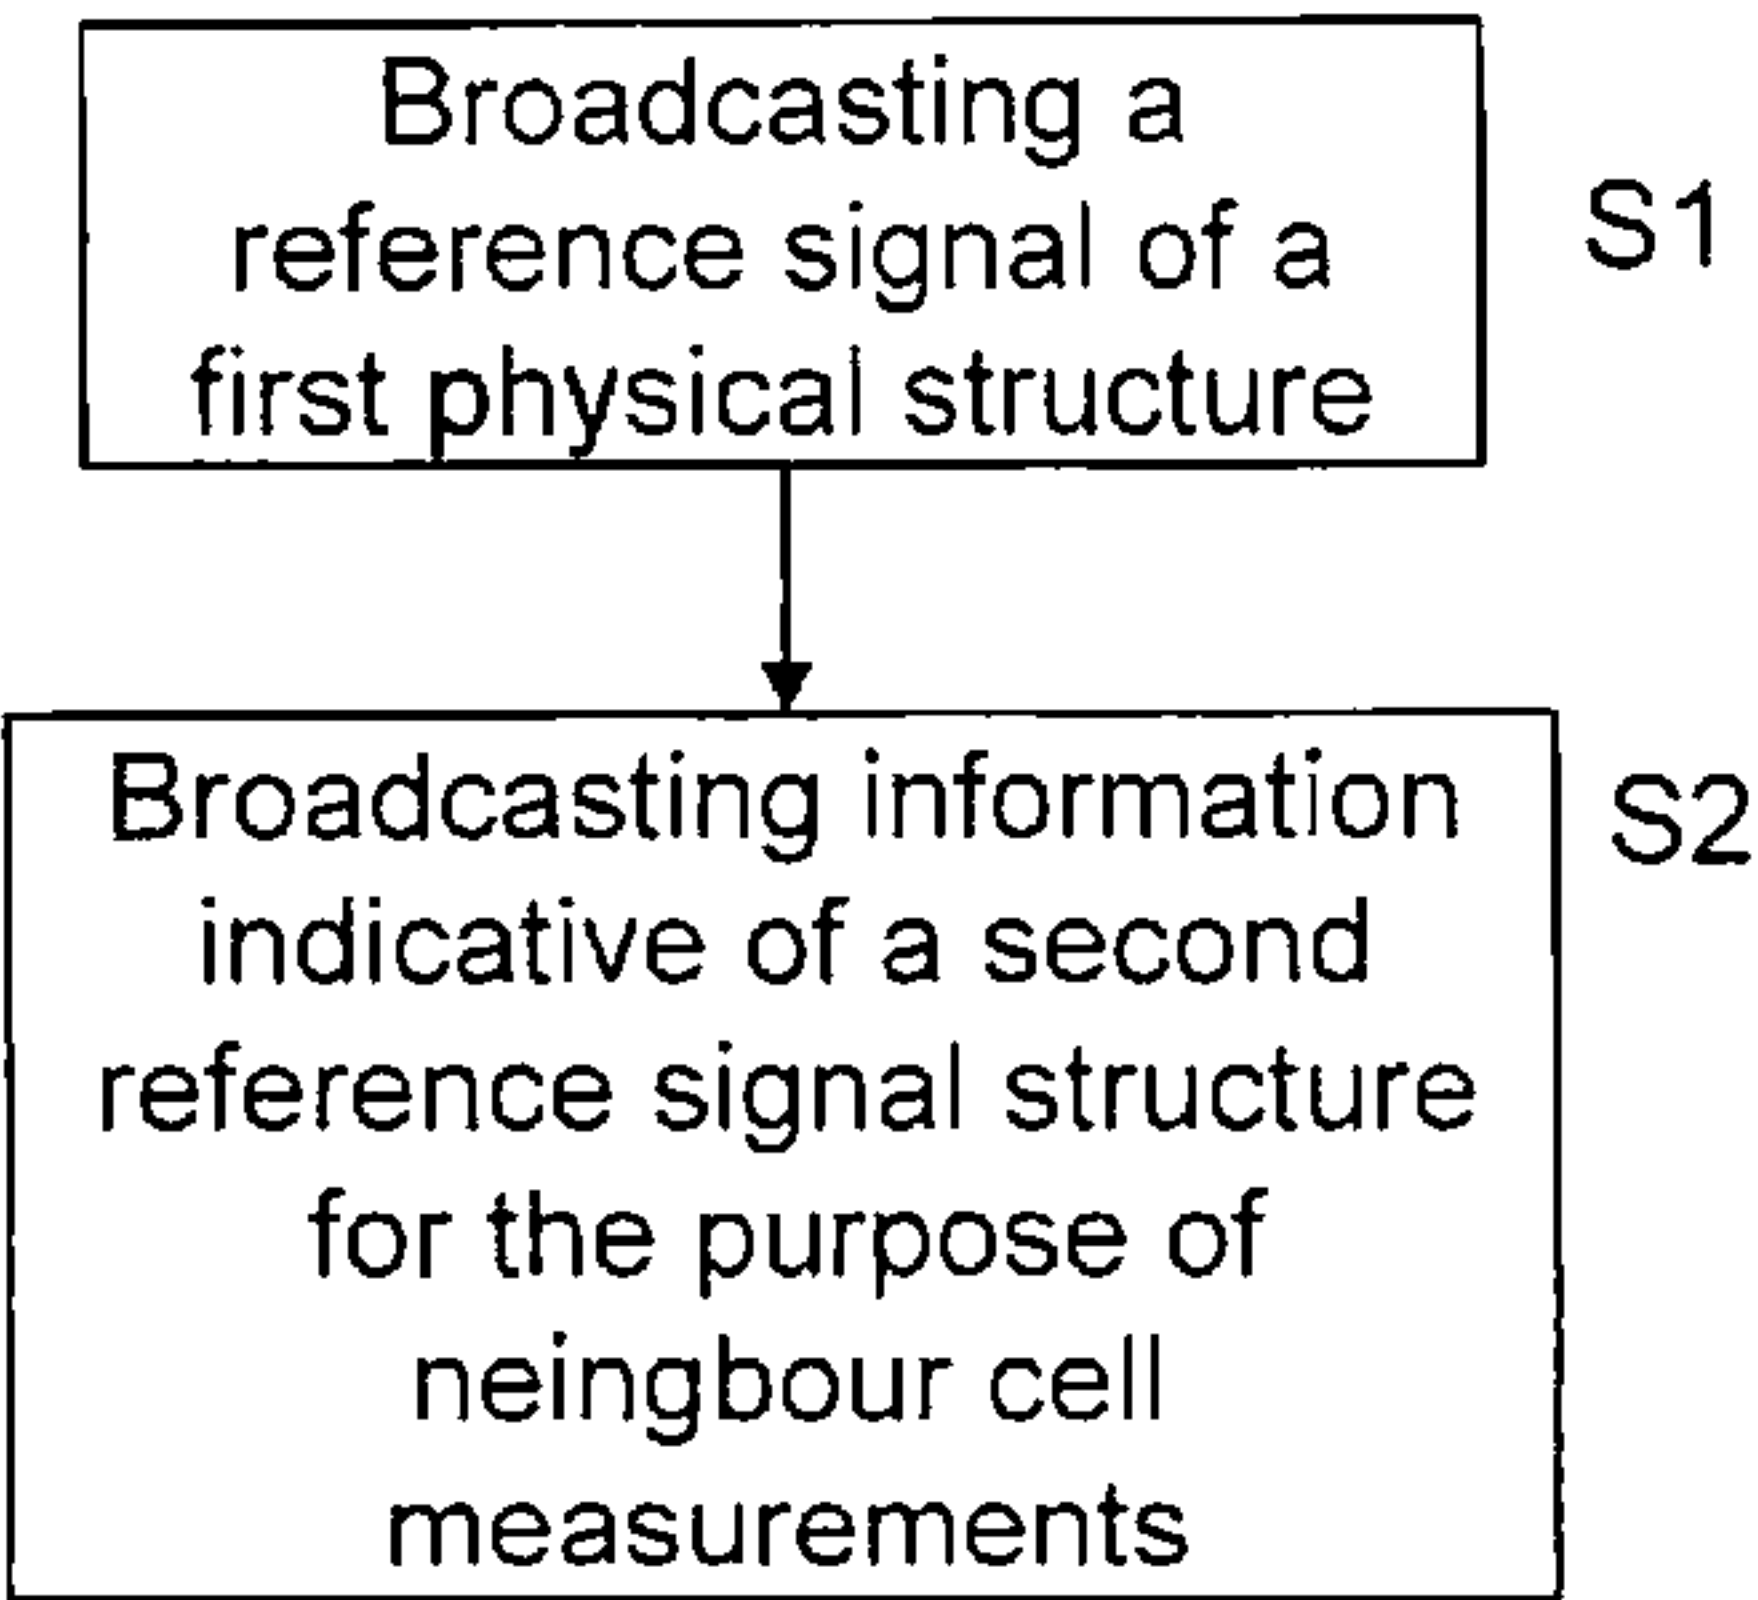 Broadcasting a
reference signal of a
first physical structure
S1
Broadcasting information
indicative of a second
reference signal structure
for the purpose of
neingbour cell
measurements
S2